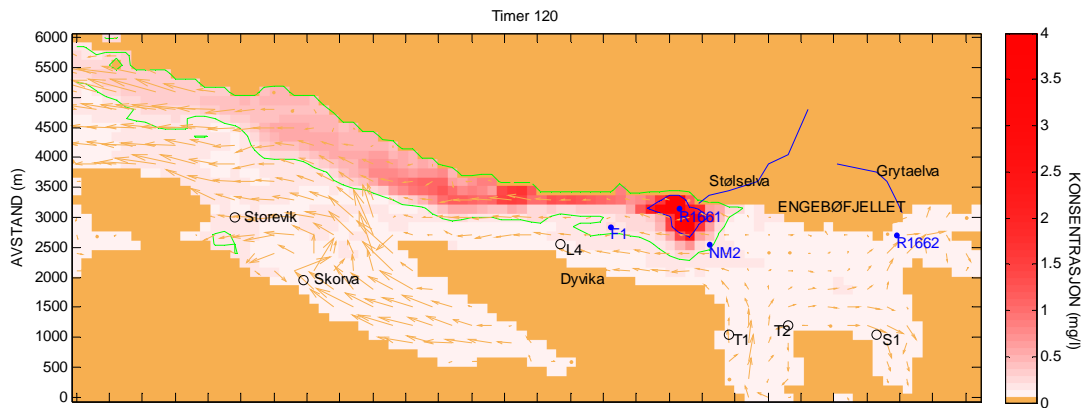 Timer 120
6000
5500
5000
4500
4000
3500
3000
2500
2000
1500
1000
500
0
AVSTAND (m)
Stølselva
Grytaelva
ENGEBØFJELLET
R1661
Storevik
F1
R1662
L4
NM2
Skorva
Dyvika
T1
T2
S1
4
3.5
3
2.5
2
1.5
1
0.5
0
KONSENTRASJON (mg/l)